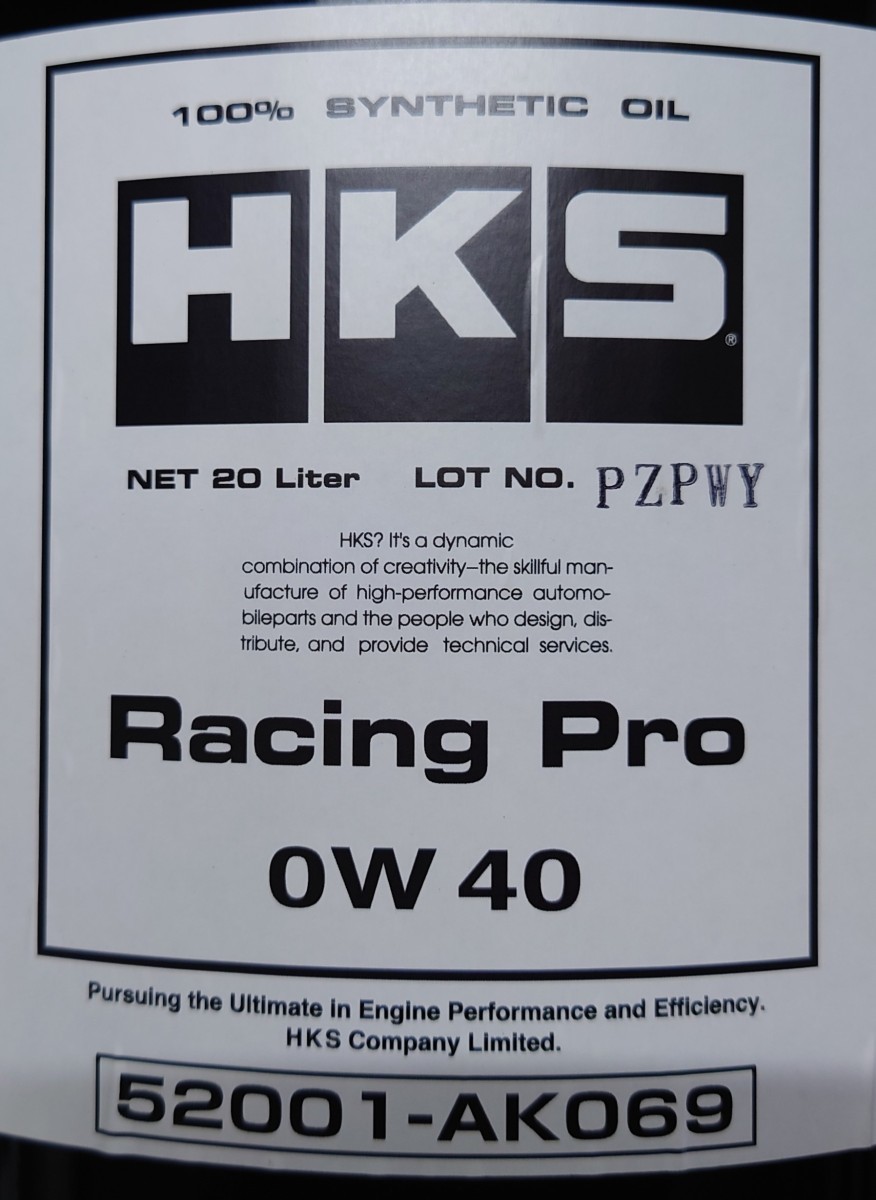 100% SYNTHETIC OIL
HKS®
NET 20 Liter LOT NO. PZPWY
HKS? It's a dynamic
combination of creativity–the skillful man-
ufacture of high-performance automo-
bileparts and the people who design, dis-
tribute, and provide technical services.
Racing Pro
0W 40
Pursuing the Ultimate in Engine Performance and Efficiency.
HKS Company Limited.
52001-AK069